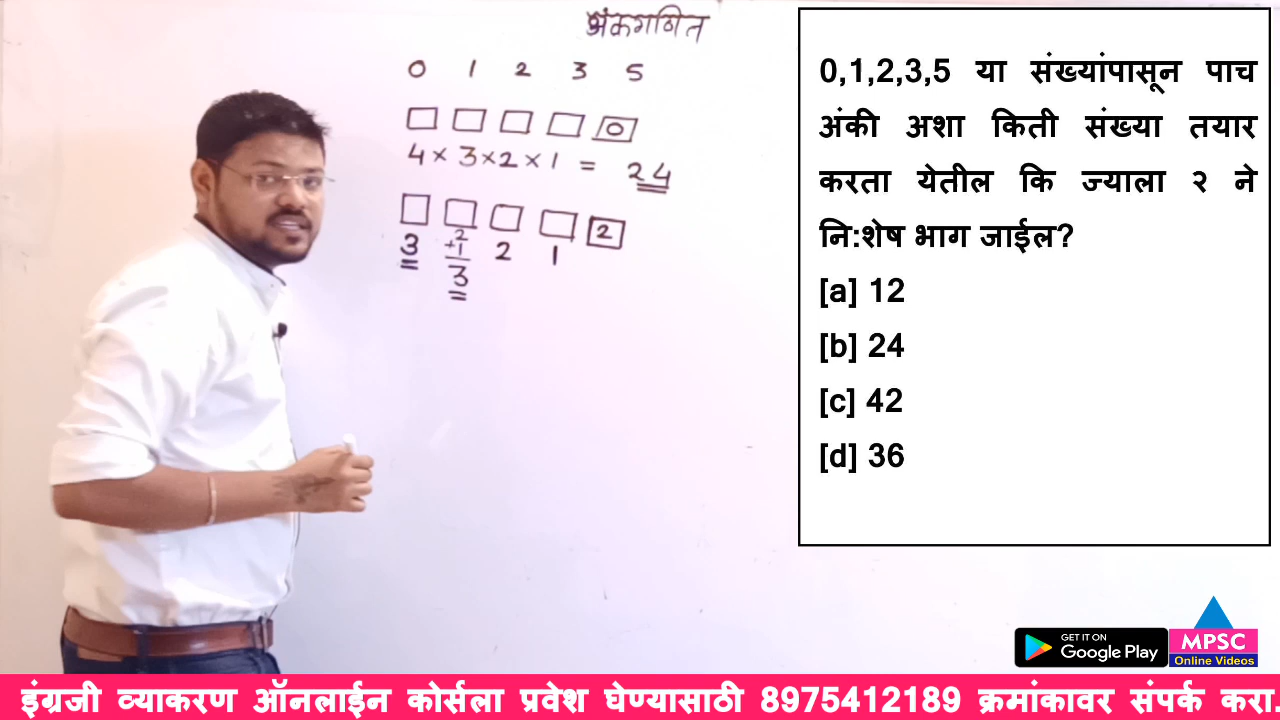 अंकगणित
0 1 2 3 5
0
4 × 3 × 2 × 1 = 24
2
3 2 2 1
+1
3
0,1,2,3,5 या संख्यांपासून पाच
अंकी अशा किती संख्या तयार
करता येतील कि ज्याला २ ने
नि:शेष भाग जाईल?
[a] 12
[b] 24
[c] 42
[d] 36
GET IT ON
Google Play
MPSC
Online Videos
इंग्रजी व्याकरण ऑनलाईन कोर्सला प्रवेश घेण्यासाठी 8975412189 क्रमांकावर संपर्क करा.